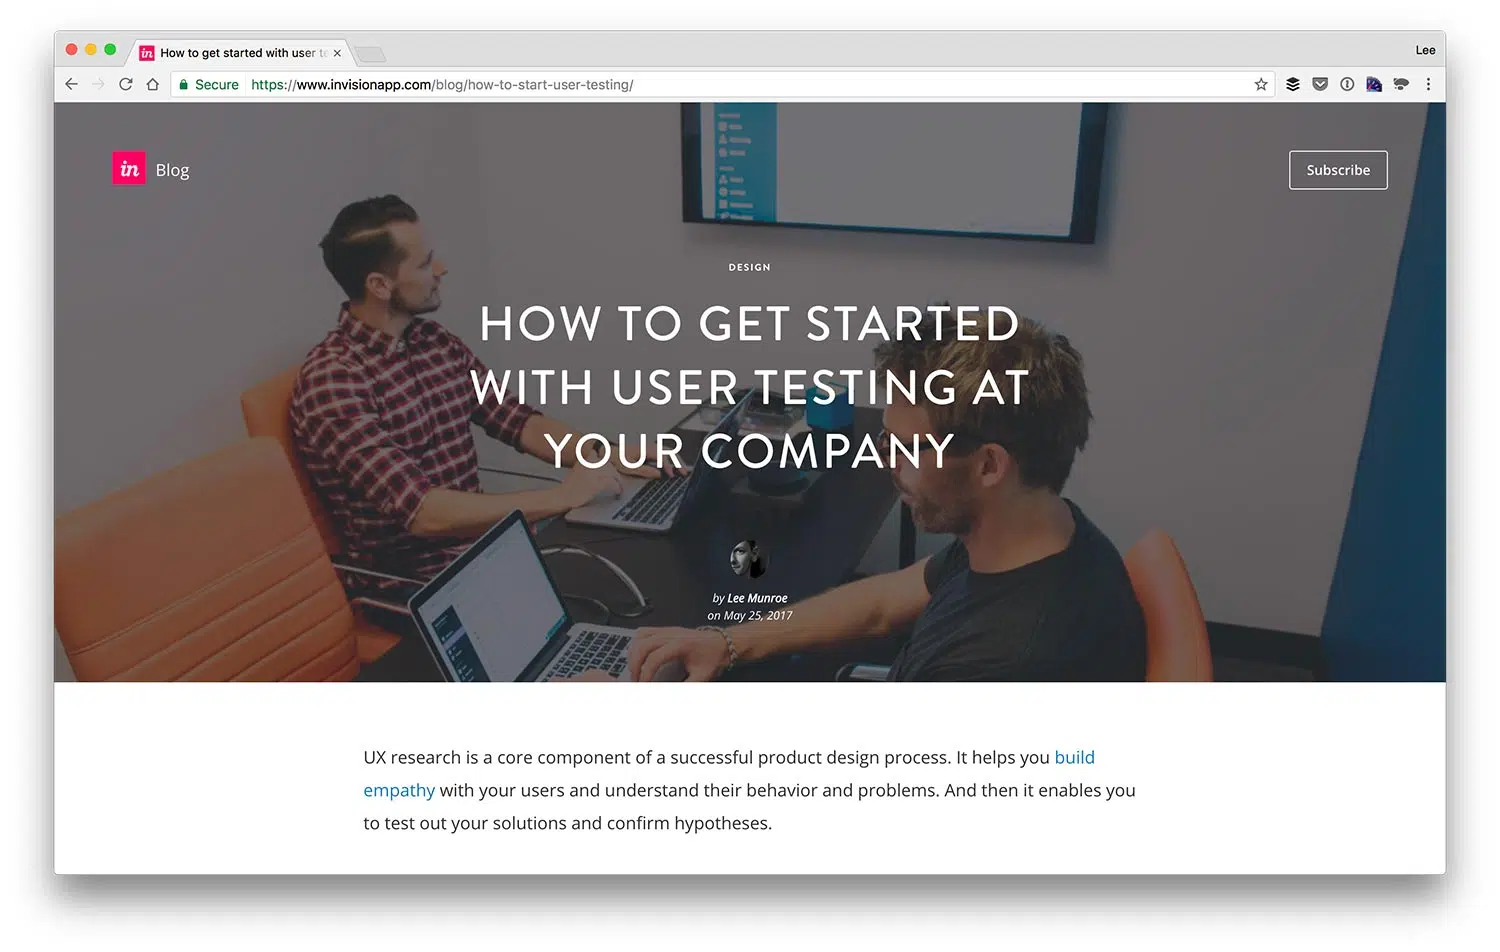 How to get started with user te
Lee
Secure https://www.invisionapp.com/blog/how-to-start-user-testing/
in Blog
Subscribe
DESIGN
HOW TO GET STARTED
WITH USER TESTING AT
YOUR COMPANY
by Lee Munroe
on May 25, 2017
UX research is a core component of a successful product design process. It helps you build
empathy with your users and understand their behavior and problems. And then it enables you
to test out your solutions and confirm hypotheses.